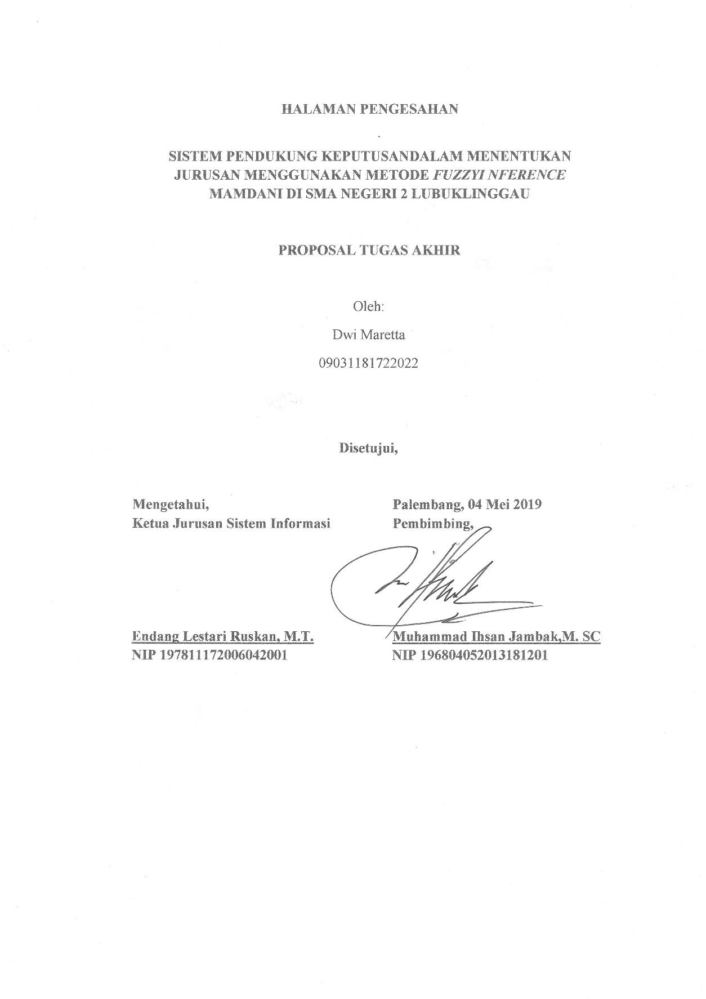 HALAMAN PENGESAHAN
SISTEM PENDUKUNG KEPUTUSANDALAM MENENTUKAN
JURUSAN MENGGUNAKAN METODE FUZZYI NFERENCE
MAMDANI DI SMA NEGERI 2 LUBUKLINGGAU
PROPOSAL TUGAS AKHIR
Oleh:
Dwi Maretta
09031181722022
Disetujui,
Mengetahui,
Ketua Jurusan Sistem Informasi
Palembang, 04 Mei 2019
Pembimbing,
Endang Lestari Ruskan, M.T.
NIP 197811172006042001
Muhammad Ihsan Jambak,M. SC
NIP 196804052013181201